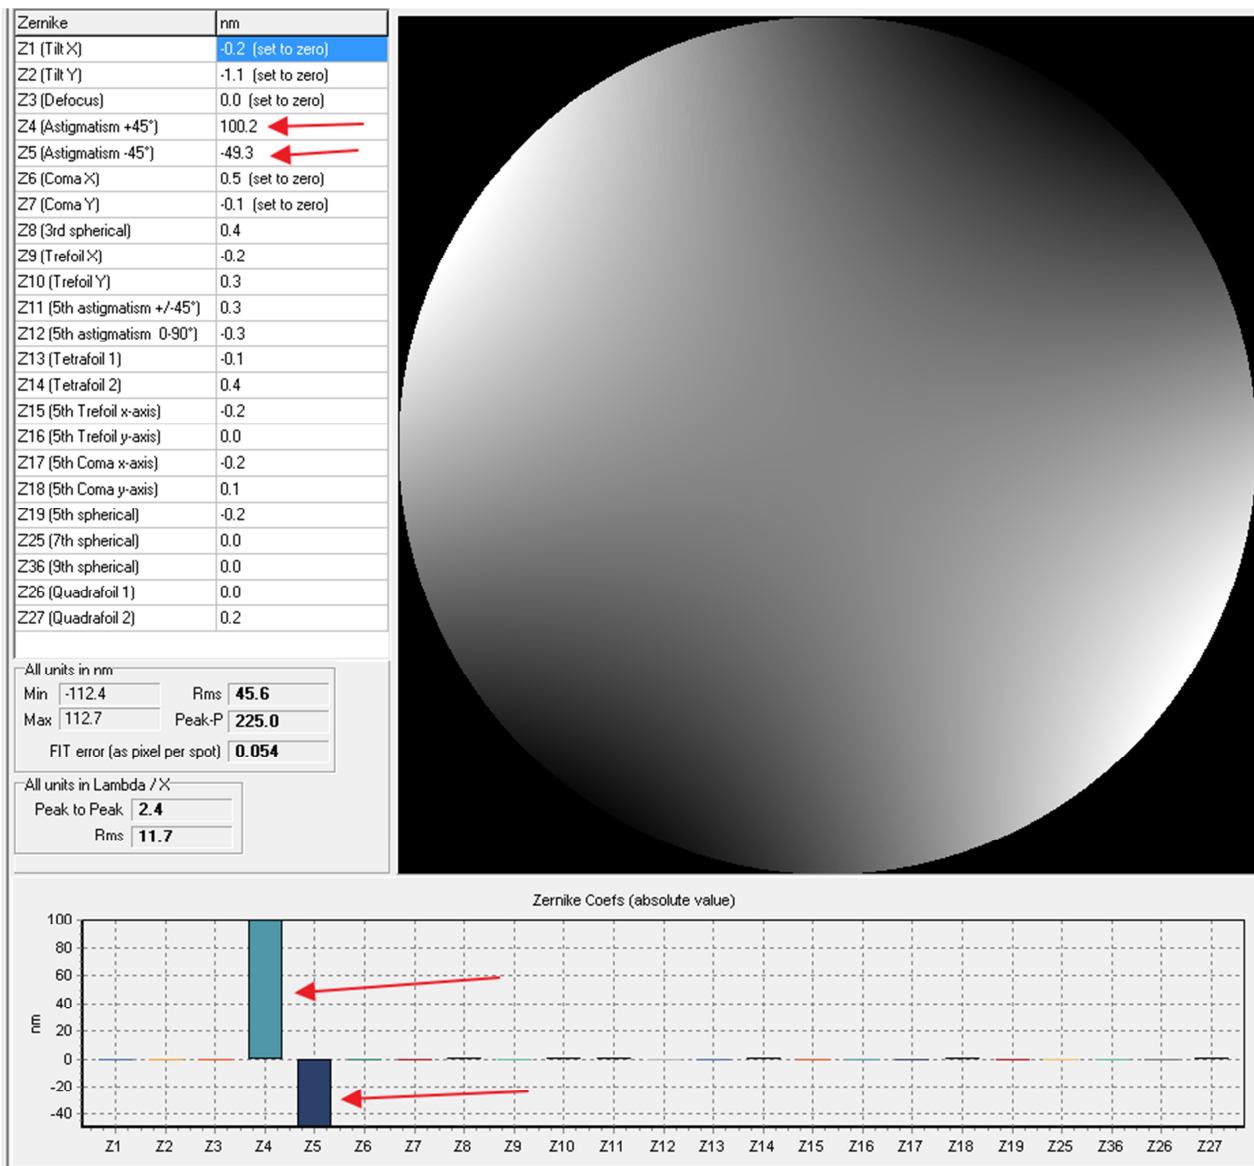 Zernike nm
Z1 (Tilt X) -0.2 (set to zero)
Z2 (Tilt Y) -1.1 (set to zero)
Z3 (Defocus) 0.0 (set to zero)
Z4 (Astigmatism +45°) 100.2
Z5 (Astigmatism -45°) -49.3
Z6 (Coma X) 0.5 (set to zero)
Z7 (Coma Y) -0.1 (set to zero)
Z8 (3rd spherical) 0.4
Z9 (Trefoil X) -0.2
Z10 (Trefoil Y) 0.3
Z11 (5th astigmatism +/-45°) 0.3
Z12 (5th astigmatism 0-90°) -0.3
Z13 (Tetrafoil 1) -0.1
Z14 (Tetrafoil 2) 0.4
Z15 (5th Trefoil x-axis) -0.2
Z16 (5th Trefoil y-axis) 0.0
Z17 (5th Coma x-axis) -0.2
Z18 (5th Coma y-axis) 0.1
Z19 (5th spherical) -0.2
Z25 (7th spherical) 0.0
Z36 (9th spherical) 0.0
Z26 (Quadrafoil 1) 0.0
Z27 (Quadrafoil 2) 0.2
All units in nm
Min -112.4 Rms 45.6
Max 112.7 Peak-P 225.0
FIT error (as pixel per spot) 0.054
All units in Lambda / X
Peak to Peak 2.4
Rms 11.7
Zernike Coefs (absolute value)
100
80
60
40
20
0
-20
-40
nm
Z1 Z2 Z3 Z4 Z5 Z6 Z7 Z8 Z9 Z10 Z11 Z12 Z13 Z14 Z15 Z16 Z17 Z18 Z19 Z25 Z36 Z26 Z27